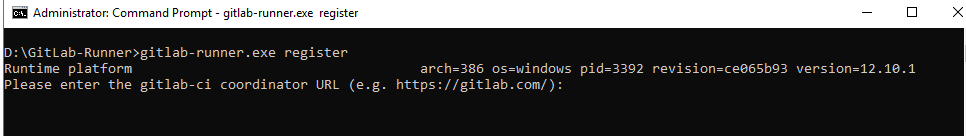 Administrator: Command Prompt - gitlab-runner.exe  register
D:\GitLab-Runner>gitlab-runner.exe register
Runtime platform                                    arch=386 os=windows pid=3392 revision=ce065b93 version=12.10.1
Please enter the gitlab-ci coordinator URL (e.g. https://gitlab.com/):